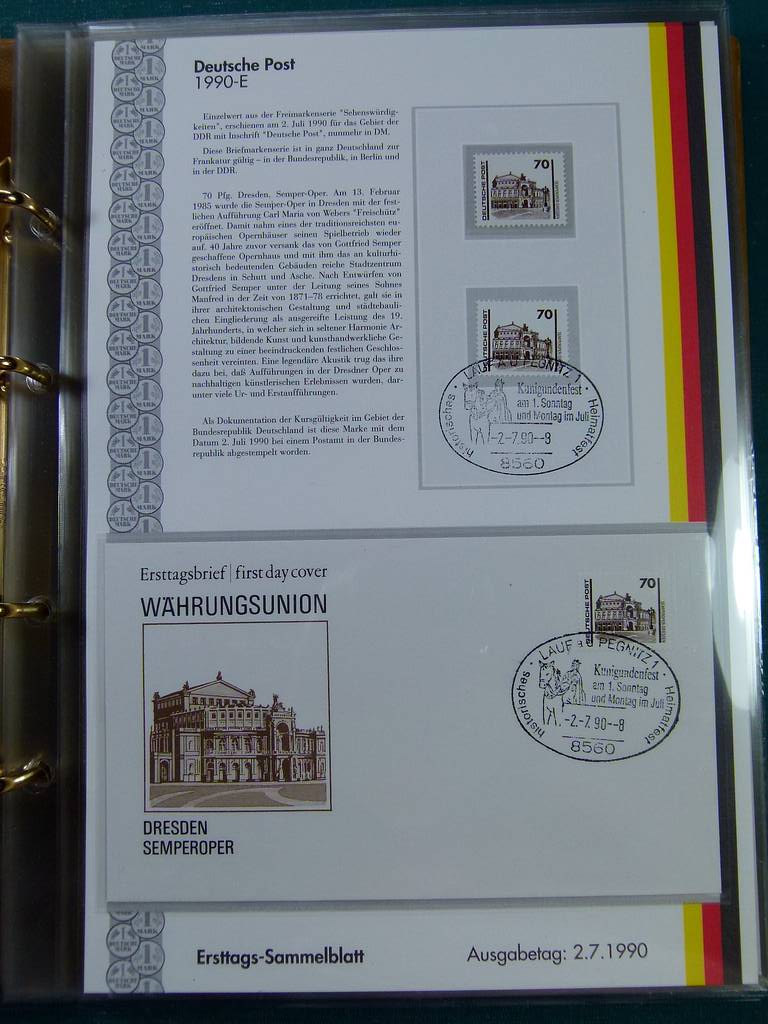 Deutsche Post
1990-E
Einzelwert aus der Freimarkenserie "Sehenswürdig-
keiten", erschienen am 2. Juli 1990 für das Gebiet der
DDR mit Inschrift "Deutsche Post", nunmehr in DM.
Diese Briefmarkenserie ist in ganz Deutschland zur
Frankatur gültig – in der Bundesrepublik, in Berlin und
in der DDR.
70 Pfg. Dresden, Semper-Oper. Am 13. Februar
1985 wurde die Semper-Oper in Dresden mit der fest-
lichen Aufführung Carl Maria von Webers "Freischütz"
eröffnet. Damit nahm eines der traditionsreichsten eu-
ropäischen Opernhäuser seinen Spielbetrieb wieder
auf. 40 Jahre zuvor versank das von Gottfried Semper
geschaffene Opernhaus und mit ihm das an kulturhi-
storisch bedeutenden Gebäuden reiche Stadtzentrum
Dresdens in Schutt und Asche. Nach Entwürfen von
Gottfried Semper unter der Leitung seines Sohnes
Manfred in der Zeit von 1871–78 errichtet, galt sie in
ihrer architektonischen Gestaltung und städtebauli-
chen Eingliederung als ausgereifte Leistung des 19.
Jahrhunderts, in welcher sich in seltener Harmonie Ar-
chitektur, bildende Kunst und kunsthandwerkliche Ge-
staltung zu einer beeindruckenden festlichen Geschlos-
senheit vereinten. Eine legendäre Akustik trug das ihre
dazu bei, daß Aufführungen in der Dresdner Oper zu
nachhaltigen künstlerischen Erlebnissen wurden, dar-
unter viele Ur- und Erstaufführungen.
Als Dokumentation der Kursgültigkeit im Gebiet der
Bundesrepublik Deutschland ist diese Marke mit dem
Datum 2. Juli 1990 bei einem Postamt in der Bundes-
republik abgestempelt worden.
DEUTSCHE POST
70
DEUTSCHE POST
70
LAUF A D PEGNITZ 1
historisches
Heimatfest
Kunigundenfest
am 1. Sonntag
und Montag im Juli
-2.-7.90--8
8560
Ersttagsbrief | first day cover
WÄHRUNGSUNION
DRESDEN
SEMPEROPER
DEUTSCHE POST
70
LAUF a D PEGNITZ 1
historisches
Heimatfest
Kunigundenfest
am 1. Sonntag
und Montag im Juli
-2.-7.90--8
8560
Ersttags-Sammelblatt
Ausgabetag: 2.7.1990